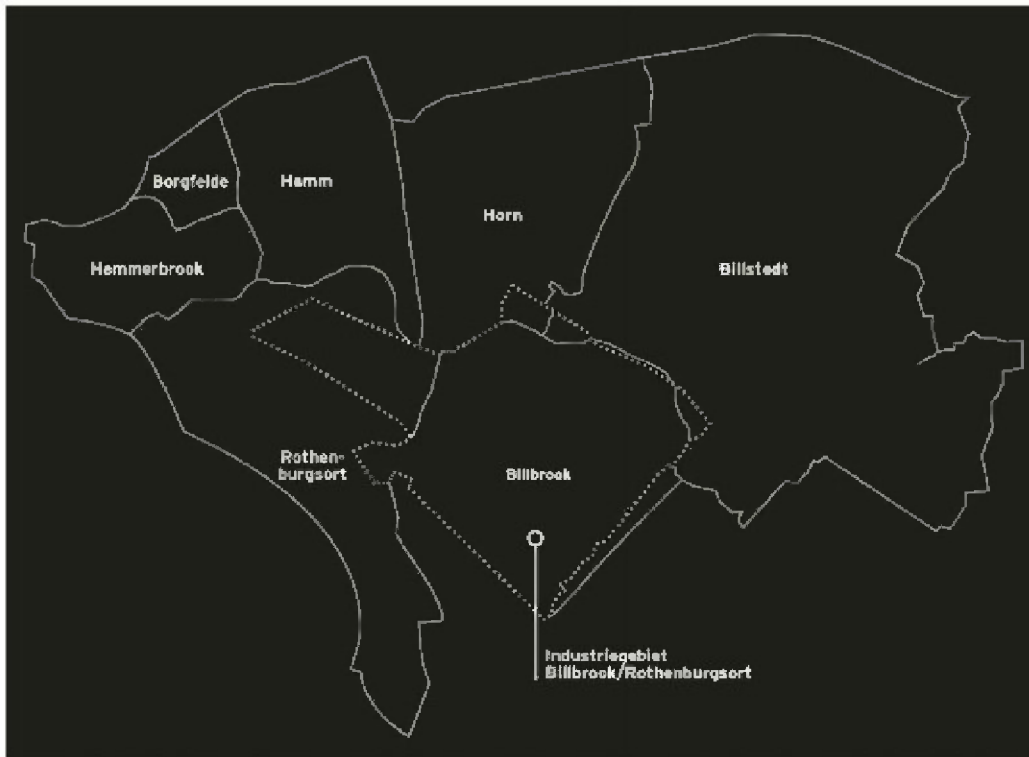 Borgfelde
Hamm
Horn
Hammerbrook
Billstedt
Rothen-
burgsort
Billbrook
Industriegebiet
Billbrook/Rothenburgsort